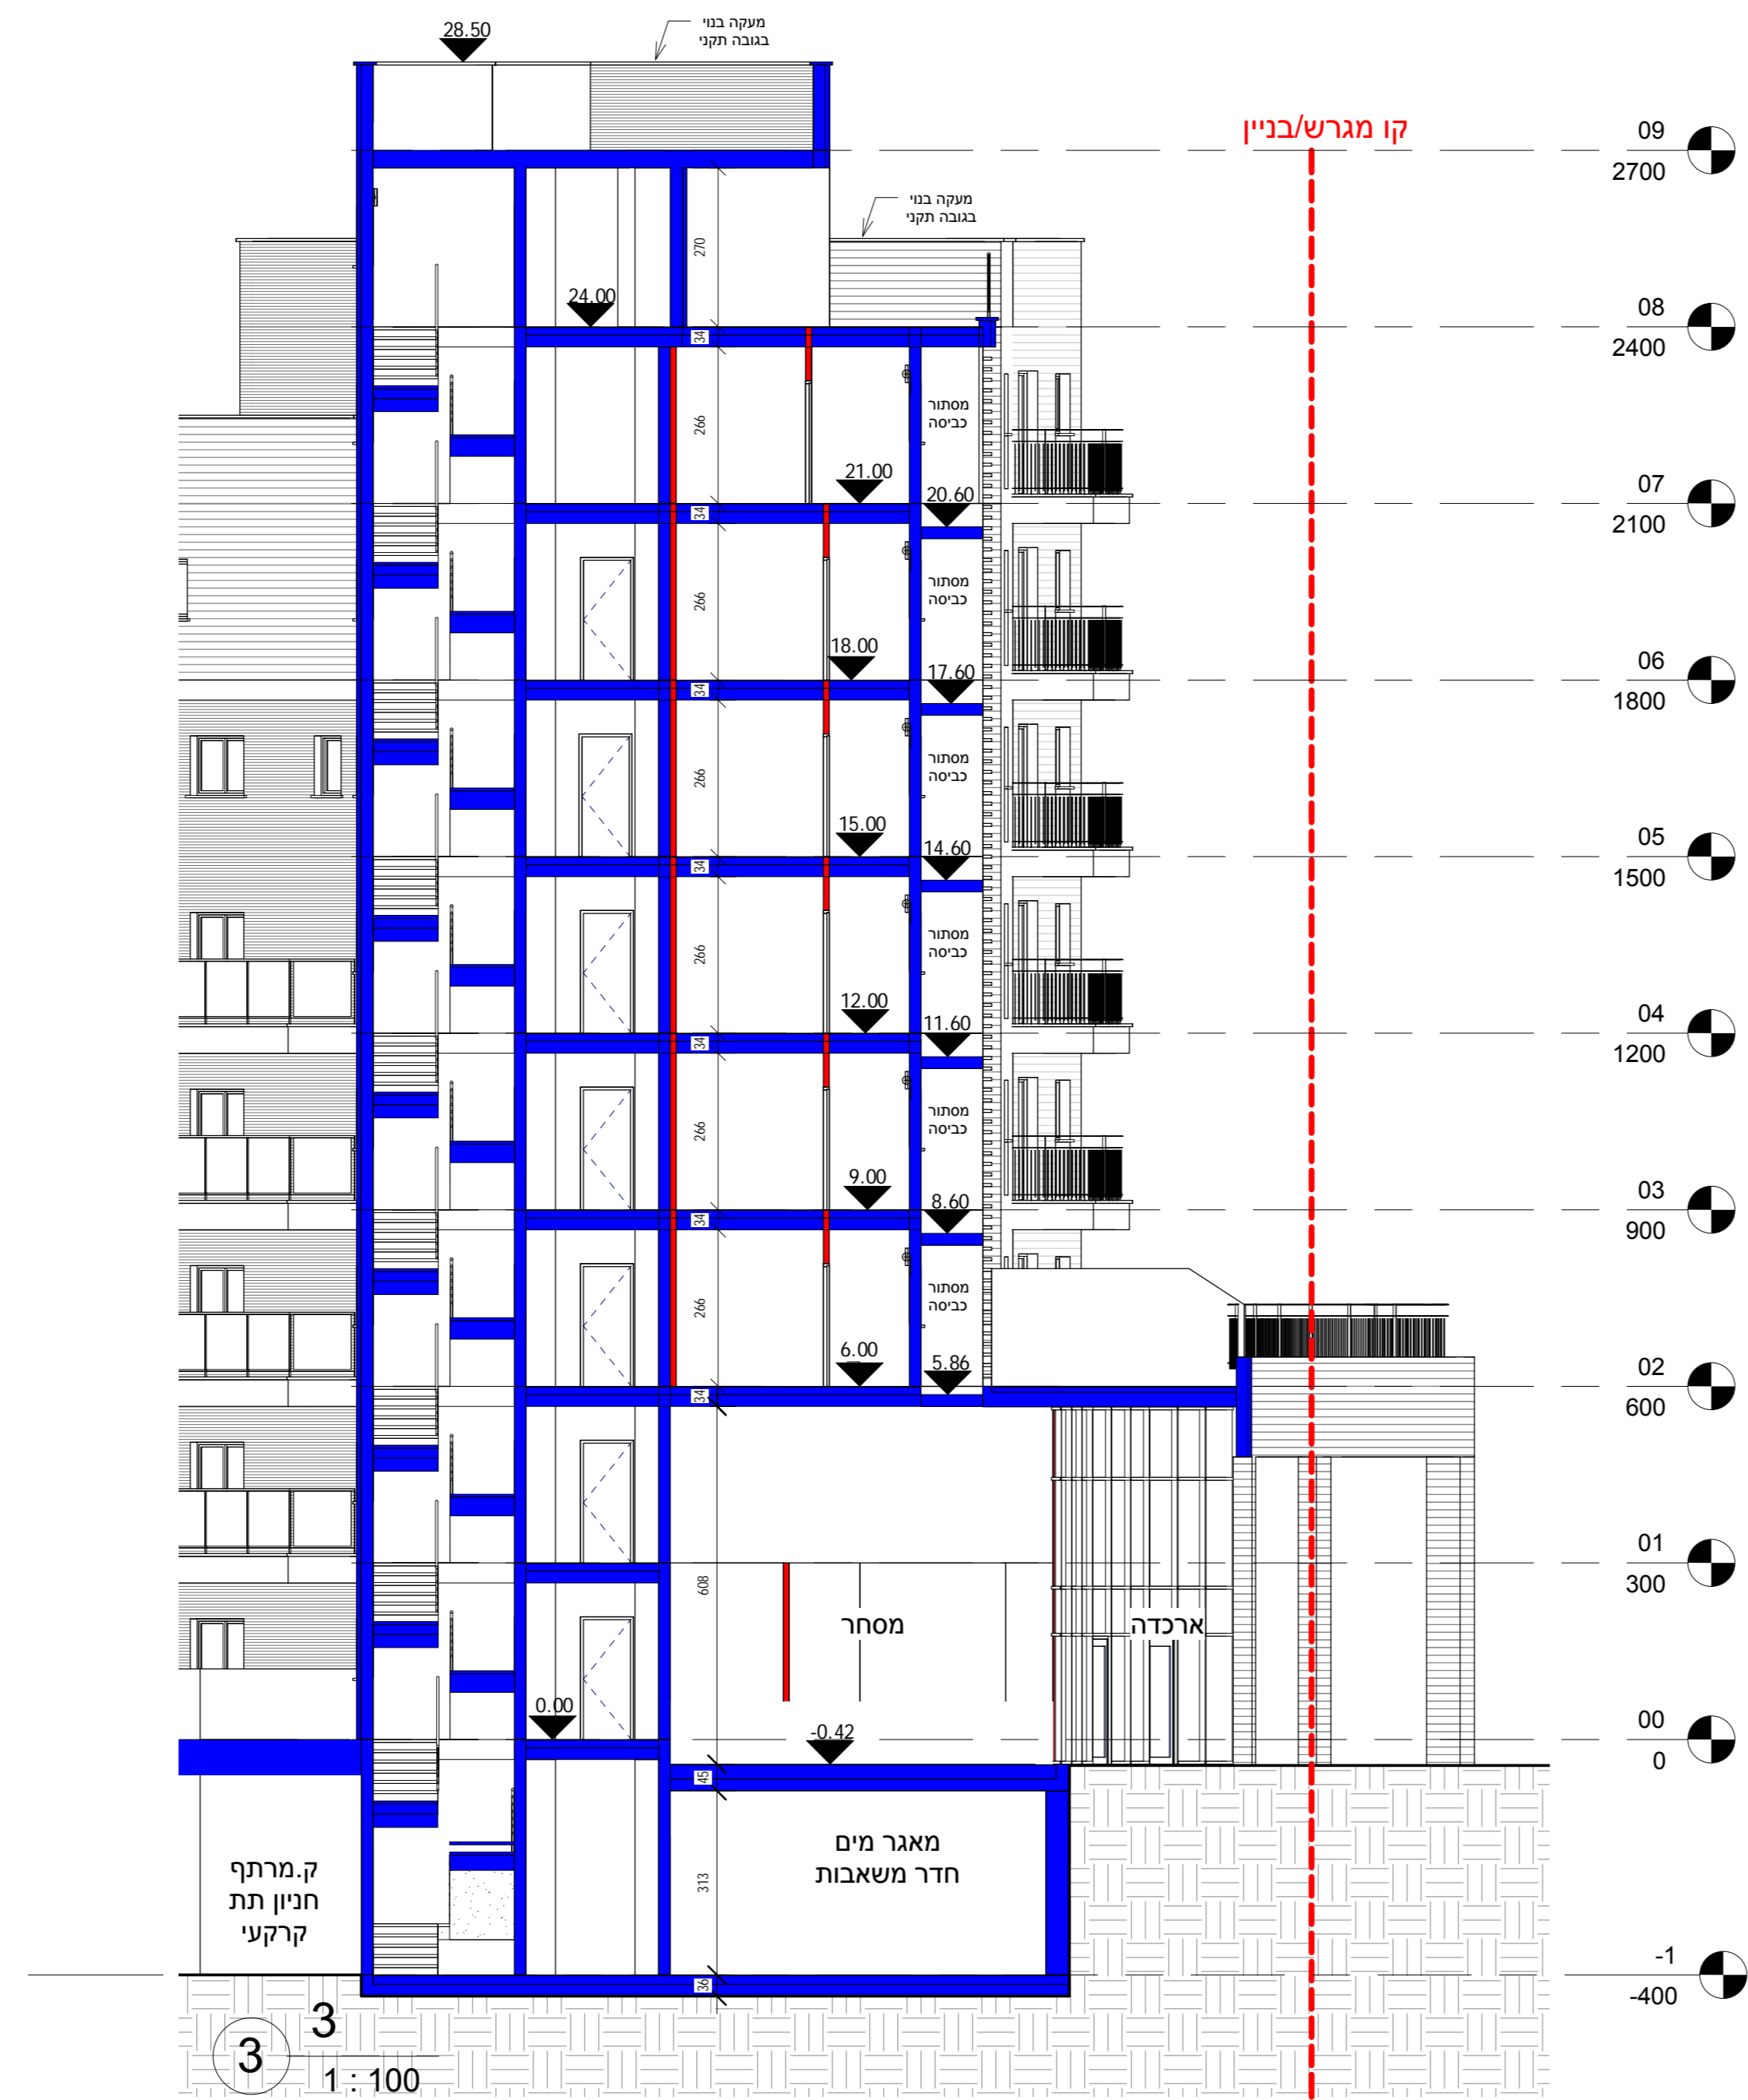 28.50
מעקה בנוי
בגובה תקני
קו מגרש/בניין
09
2700
מעקה בנוי
בגובה תקני
270
24.00
08
2400
34
266
מסתור
כביסה
21.00
20.60
07
2100
34
266
מסתור
כביסה
18.00
17.60
06
1800
34
266
מסתור
כביסה
15.00
14.60
05
1500
34
266
מסתור
כביסה
12.00
11.60
04
1200
34
266
מסתור
כביסה
9.00
8.60
03
900
34
266
מסתור
כביסה
6.00
5.86
02
600
34
01
300
608
מסחר
ארכדה
0.00
-0.42
00
0
45
מאגר מים
חדר משאבות
313
ק.מרתף
חניון תת
קרקעי
-1
-400
36
3
3
1 : 100